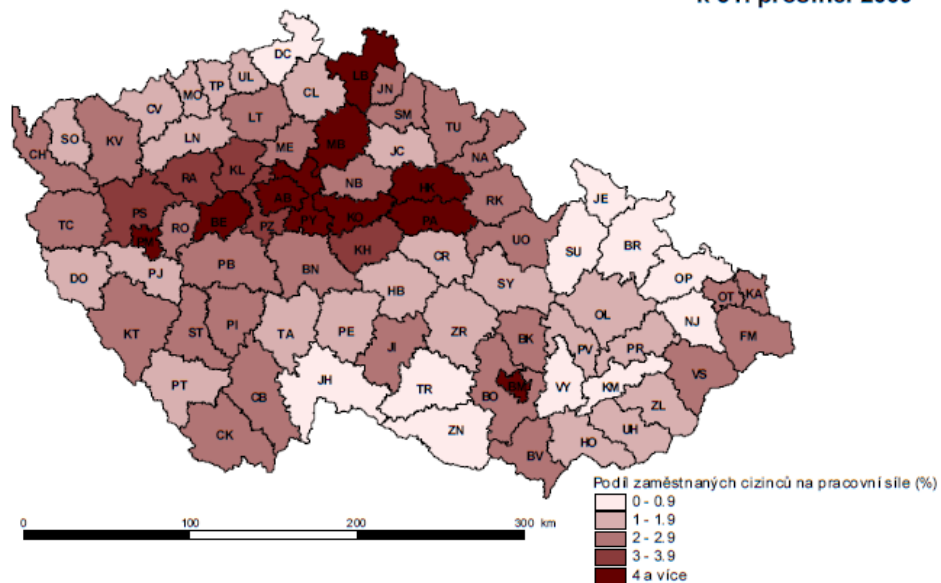 DC
LB
UL
TP
MO
CL
JN
CV
SM
LT
TU
SO
KV
LN
ME
MB
JC
CH
NA
RA
KL
NB
HK
AB
RK
JE
PS
BE
PY
KO
PA
TC
RO
PZ
UO
BR
PM
KH
SU
CR
OP
DO
PJ
PB
BN
SY
HB
OL
OT
KA
NJ
KT
ST
PI
TA
PE
ZR
BK
FM
JI
PV
PR
VS
PT
JH
TR
BM
VY
KM
CB
BO
ZL
CK
ZN
UH
HO
BV
Podíl zaměstnaných cizinců na pracovní síle (%)
0 - 0.9
1 - 1.9
2 - 2.9
3 - 3.9
4 a více
0 100 200 300 km